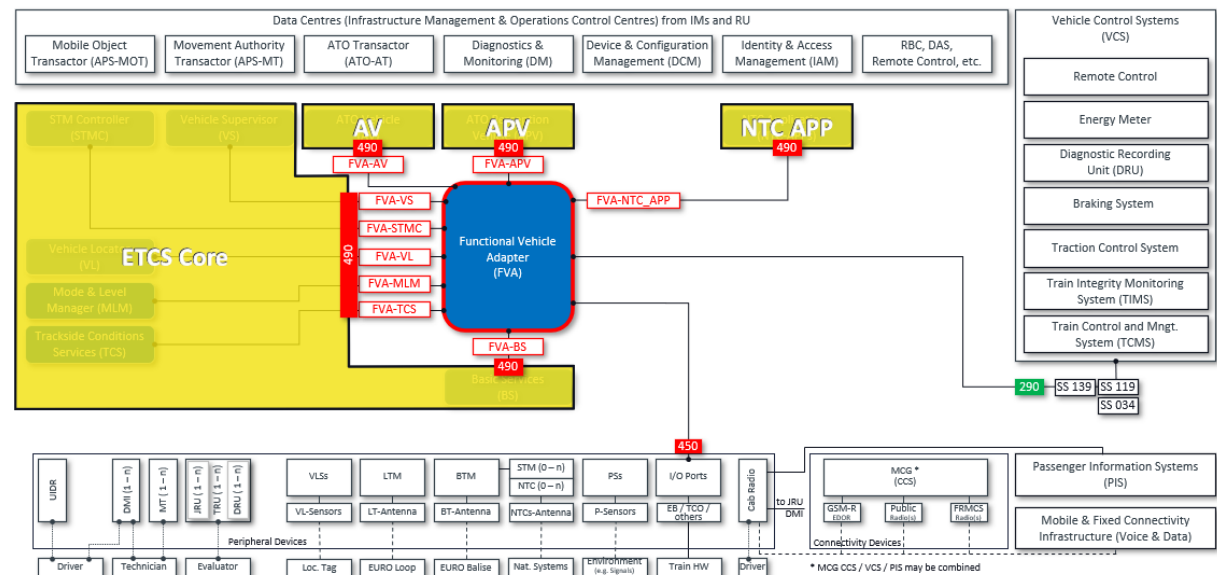 Data Centres (Infrastructure Management & Operations Control Centres) from IMs and RU
Mobile Object
Transactor (APS-MOT)
Movement Authority
Transactor (APS-MT)
ATO Transactor
(ATO-AT)
Diagnostics &
Monitoring (DM)
Device & Configuration
Management (DCM)
Identity & Access
Management (IAM)
RBC, DAS,
Remote Control, etc.
Vehicle Control Systems
(VCS)
Remote Control
Energy Meter
Diagnostic Recording
Unit (DRU)
Braking System
Traction Control System
Train Integrity Monitoring
System (TIMS)
Train Control and Mngt.
System (TCMS)
STM Controller
(STMC)
Vehicle Supervisor
(VS)
AV
490
FVA-AV
APV
490
FVA-APV
NTC APP
490
FVA-NTC_APP
ETCS Core
Vehicle Locator
(VL)
Mode & Level
Manager (MLM)
Trackside Conditions
Services (TCS)
490
FVA-VS
FVA-STMC
FVA-VL
FVA-MLM
FVA-TCS
Functional Vehicle
Adapter
(FVA)
FVA-BS
490
Basic Services
(BS)
290
SS 139
SS 119
SS 034
450
UIDR
DMI (1 – n)
MT (1 – n)
JRU (1 – n)
TRU (1 – n)
DRU (1 – n)
VLSs
VL-Sensors
LTM
LT-Antenna
BTM
BT-Antenna
STM (0 – n)
NTC (0 – n)
NTCs-Antenna
PSs
P-Sensors
I/O Ports
EB / TCO /
others
Cab Radio
to JRU
DMI
Peripheral Devices
MCG *
(CCS)
GSM-R
EDOR
Public
Radio(s)
FRMCS
Radio(s)
Connectivity Devices
Passenger Information Systems
(PIS)
Mobile & Fixed Connectivity
Infrastructure (Voice & Data)
Driver
Technician
Evaluator
Loc. Tag
EURO Loop
EURO Balise
Nat. Systems
Environment
(e.g. Signals)
Train HW
Driver
* MCG CCS / VCS / PIS may be combined